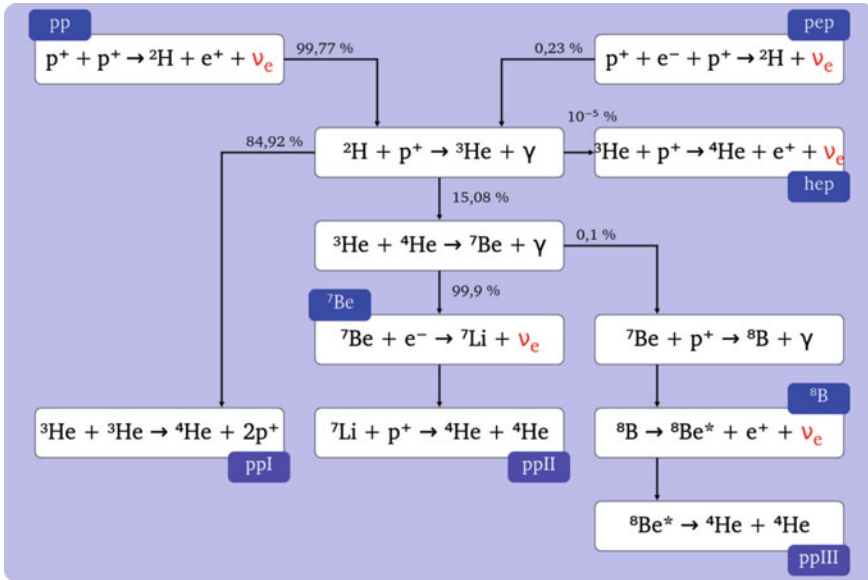 pp
pep
p⁺ + p⁺ → ²H + e⁺ + νₑ
99,77 %
0,23 %
p⁺ + e⁻ + p⁺ → ²H + νₑ
10⁻⁵ %
84,92 %
²H + p⁺ → ³He + γ
³He + p⁺ → ⁴He + e⁺ + νₑ
hep
15,08 %
³He + ⁴He → ⁷Be + γ
0,1 %
99,9 %
⁷Be
⁷Be + e⁻ → ⁷Li + νₑ
⁷Be + p⁺ → ⁸B + γ
⁸B
³He + ³He → ⁴He + 2p⁺
⁷Li + p⁺ → ⁴He + ⁴He
⁸B → ⁸Be* + e⁺ + νₑ
ppI
ppII
⁸Be* → ⁴He + ⁴He
ppIII